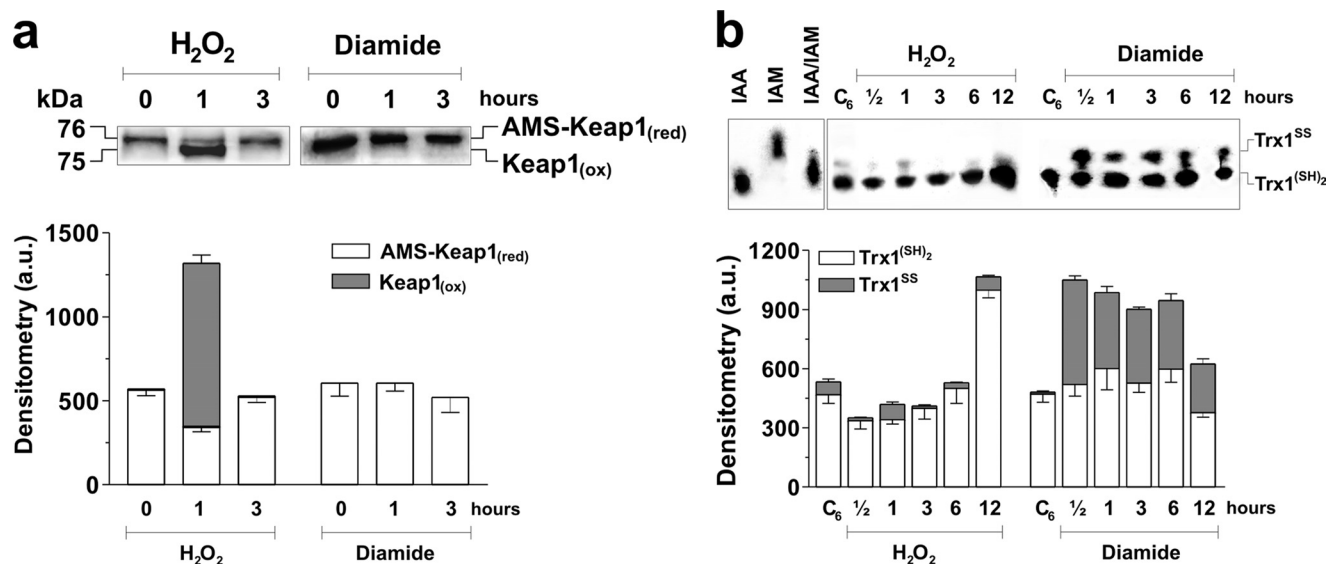 a
H₂O₂ Diamide
kDa 0 1 3 0 1 3 hours
76 AMS-Keap1(red)
75 Keap1(ox)
Densitometry (a.u.)
1500
1000
500
0
AMS-Keap1(red)
Keap1(ox)
0 1 3 0 1 3 hours
H₂O₂ Diamide
b
IAA IAM IAA/IAM
H₂O₂ Diamide
C₆ ½ 1 3 6 12 C₆ ½ 1 3 6 12 hours
Trx1^SS
Trx1^(SH)₂
Densitometry (a.u.)
1200
900
600
300
0
Trx1^(SH)₂
Trx1^SS
C₆ ½ 1 3 6 12 C₆ ½ 1 3 6 12 hours
H₂O₂ Diamide